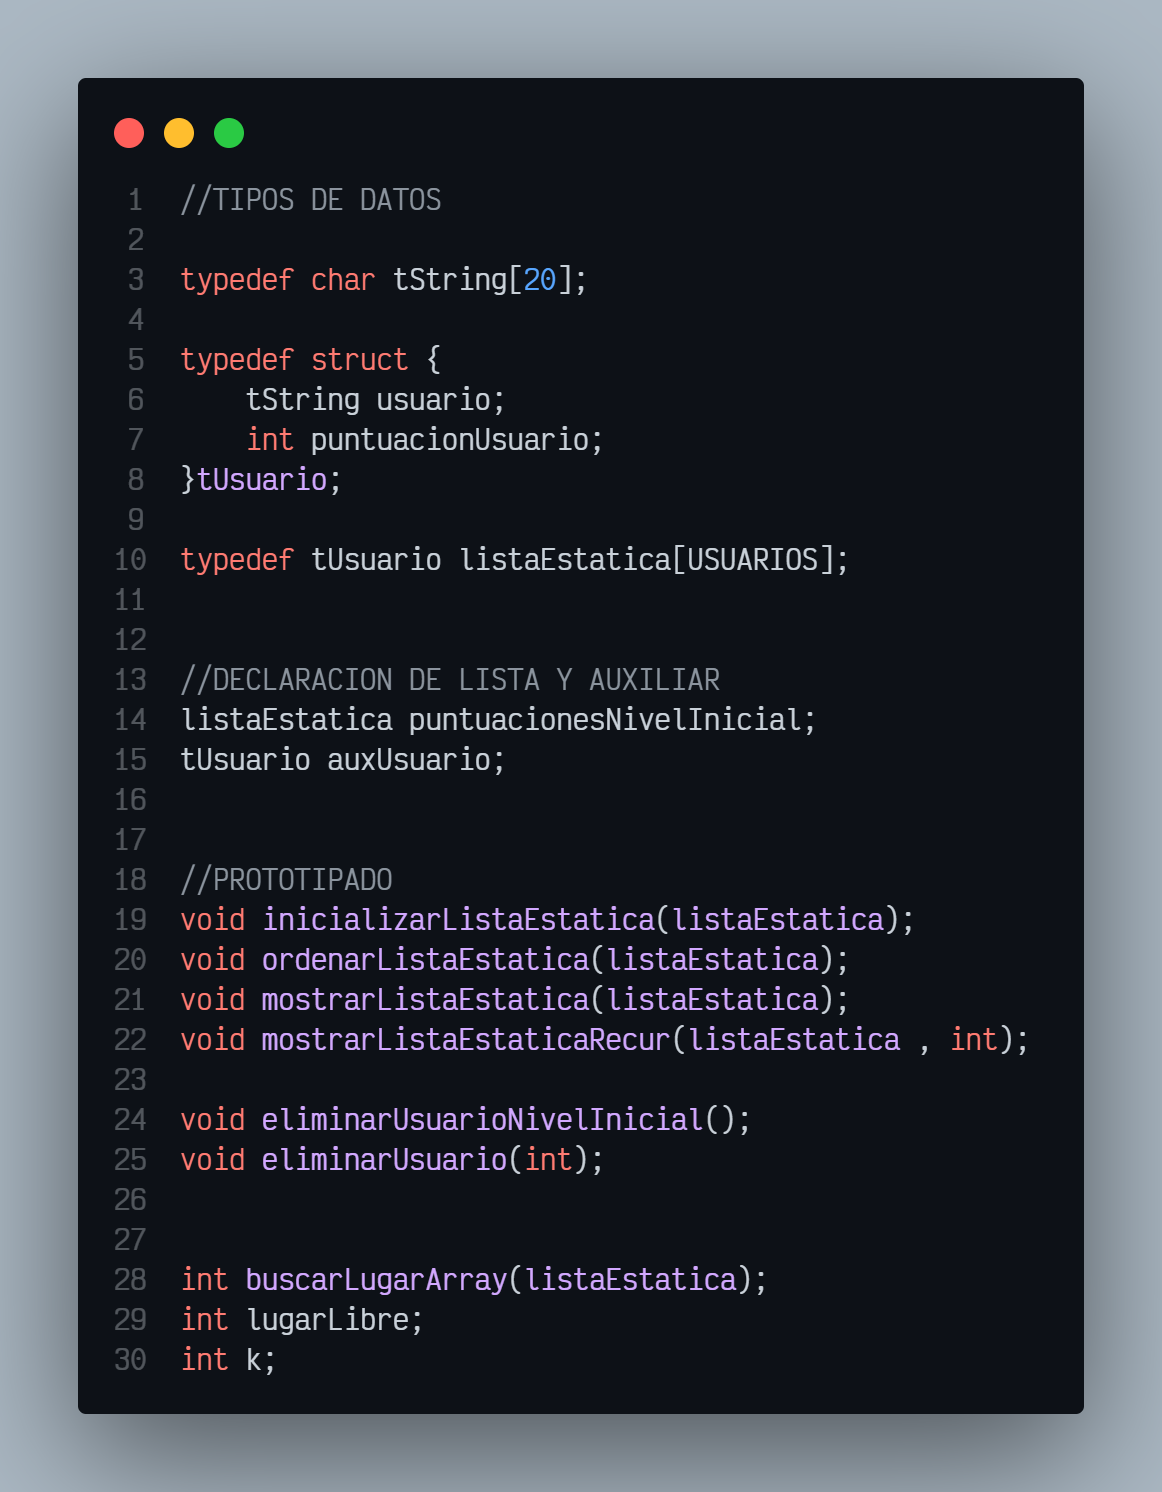 1 //TIPOS DE DATOS
2
3 typedef char tString[20];
4
5 typedef struct {
6     tString usuario;
7     int puntuacionUsuario;
8 }tUsuario;
9
10 typedef tUsuario listaEstatica[USUARIOS];
11
12
13 //DECLARACION DE LISTA Y AUXILIAR
14 listaEstatica puntuacionesNivelInicial;
15 tUsuario auxUsuario;
16
17
18 //PROTOTIPADO
19 void inicializarListaEstatica(listaEstatica);
20 void ordenarListaEstatica(listaEstatica);
21 void mostrarListaEstatica(listaEstatica);
22 void mostrarListaEstaticaRecur(listaEstatica , int);
23
24 void eliminarUsuarioNivelInicial();
25 void eliminarUsuario(int);
26
27
28 int buscarLugarArray(listaEstatica);
29 int lugarLibre;
30 int k;